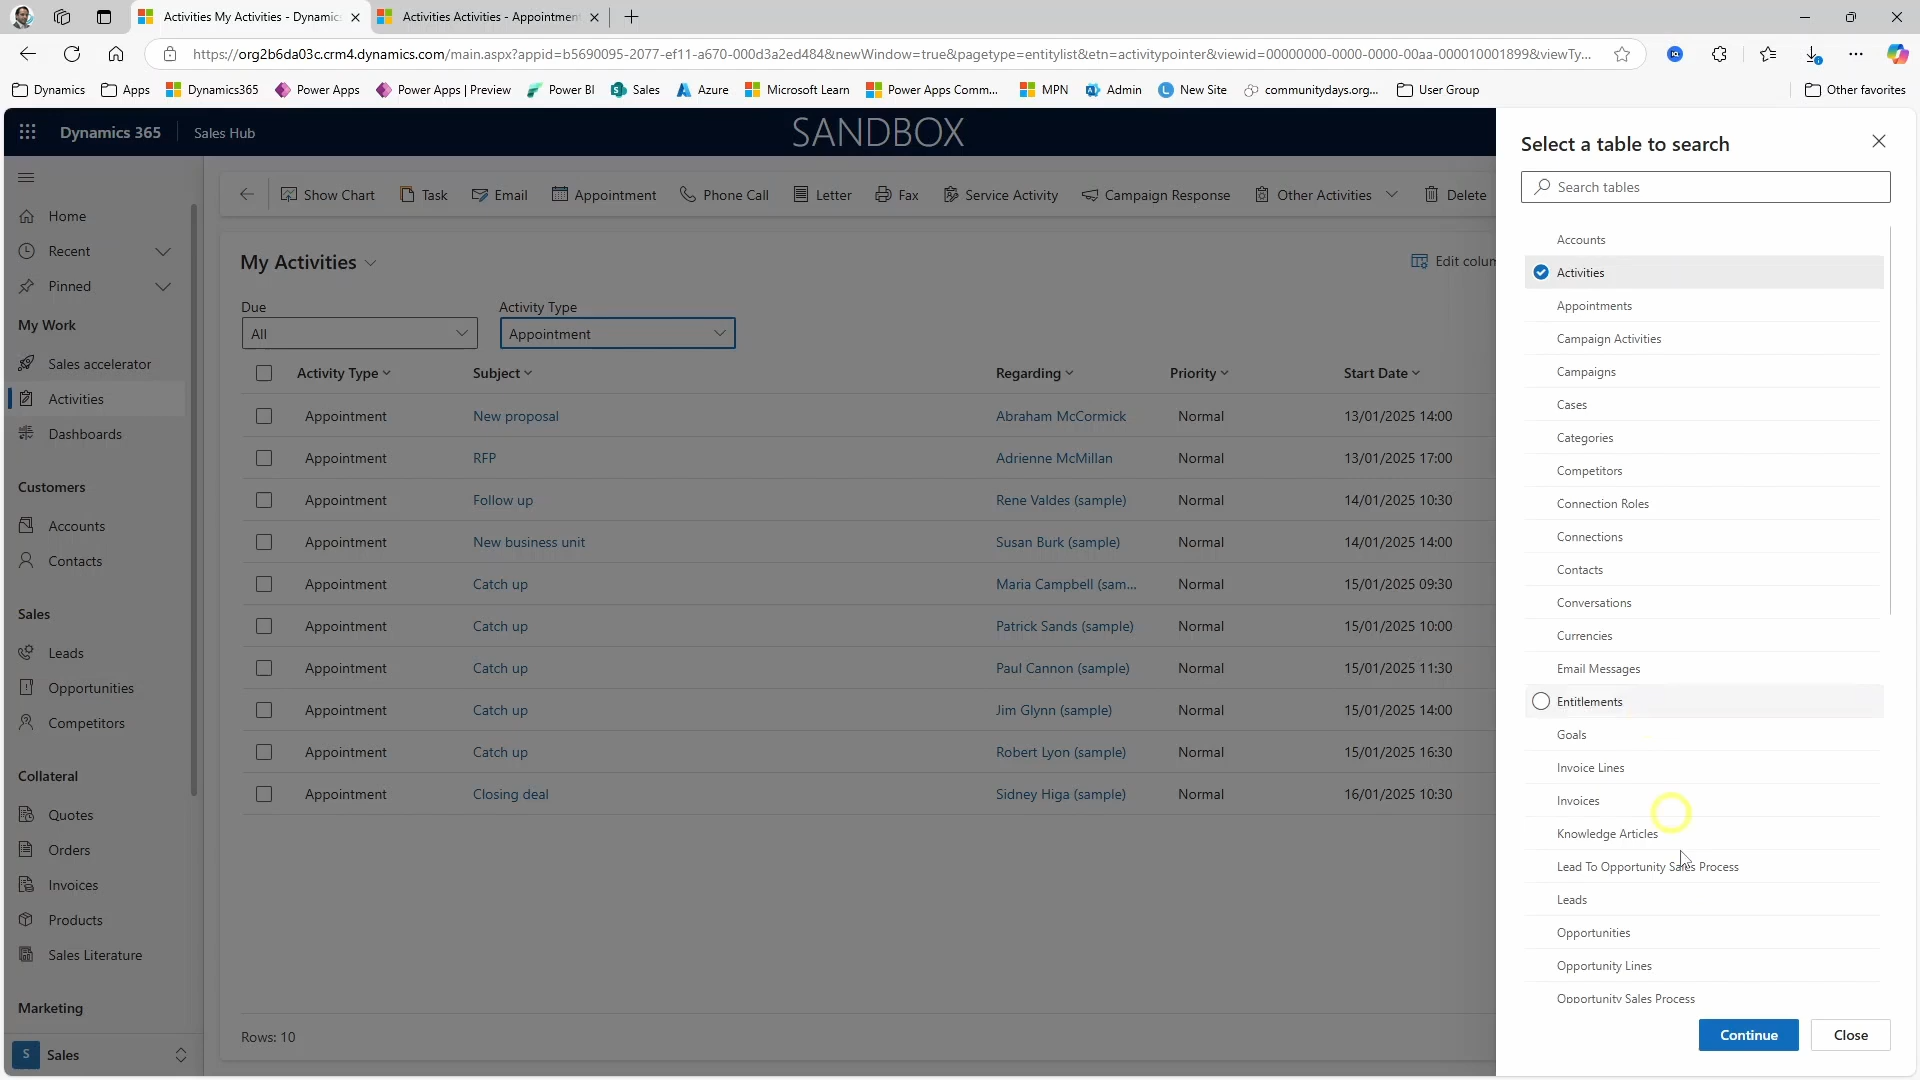 Activities My Activities - Dynamic
Activities Activities - Appointment
https://org2b6da03c.crm4.dynamics.com/main.aspx?appid=b5690095-2077-ef11-a670-000d3a2ed484&newWindow=true&pagetype=entitylist&etn=activitypointer&viewid=00000000-0000-0000-00aa-000010001899&viewTy...
Dynamics Apps Dynamics365 Power Apps Power Apps | Preview Power BI Sales Azure Microsoft Learn Power Apps Comm... MPN Admin New Site communitydays.org... User Group Other favorites
Dynamics 365 Sales Hub SANDBOX
Show Chart Task Email Appointment Phone Call Letter Fax Service Activity Campaign Response Other Activities Delete
Home
Recent
Pinned
My Work
Sales accelerator
Activities
Dashboards
Customers
Accounts
Contacts
Sales
Leads
Opportunities
Competitors
Collateral
Quotes
Orders
Invoices
Products
Sales Literature
Marketing
S Sales
My Activities
Edit colum
Due Activity Type
All Appointment
Activity Type Subject Regarding Priority Start Date
Appointment New proposal Abraham McCormick Normal 13/01/2025 14:00
Appointment RFP Adrienne McMillan Normal 13/01/2025 17:00
Appointment Follow up Rene Valdes (sample) Normal 14/01/2025 10:30
Appointment New business unit Susan Burk (sample) Normal 14/01/2025 14:00
Appointment Catch up Maria Campbell (sam... Normal 15/01/2025 09:30
Appointment Catch up Patrick Sands (sample) Normal 15/01/2025 10:00
Appointment Catch up Paul Cannon (sample) Normal 15/01/2025 11:30
Appointment Catch up Jim Glynn (sample) Normal 15/01/2025 14:00
Appointment Catch up Robert Lyon (sample) Normal 15/01/2025 16:30
Appointment Closing deal Sidney Higa (sample) Normal 16/01/2025 10:30
Rows: 10
Select a table to search
Search tables
Accounts
Activities
Appointments
Campaign Activities
Campaigns
Cases
Categories
Competitors
Connection Roles
Connections
Contacts
Conversations
Currencies
Email Messages
Entitlements
Goals
Invoice Lines
Invoices
Knowledge Articles
Lead To Opportunity Sales Process
Leads
Opportunities
Opportunity Lines
Opportunity Sales Process
Continue Close